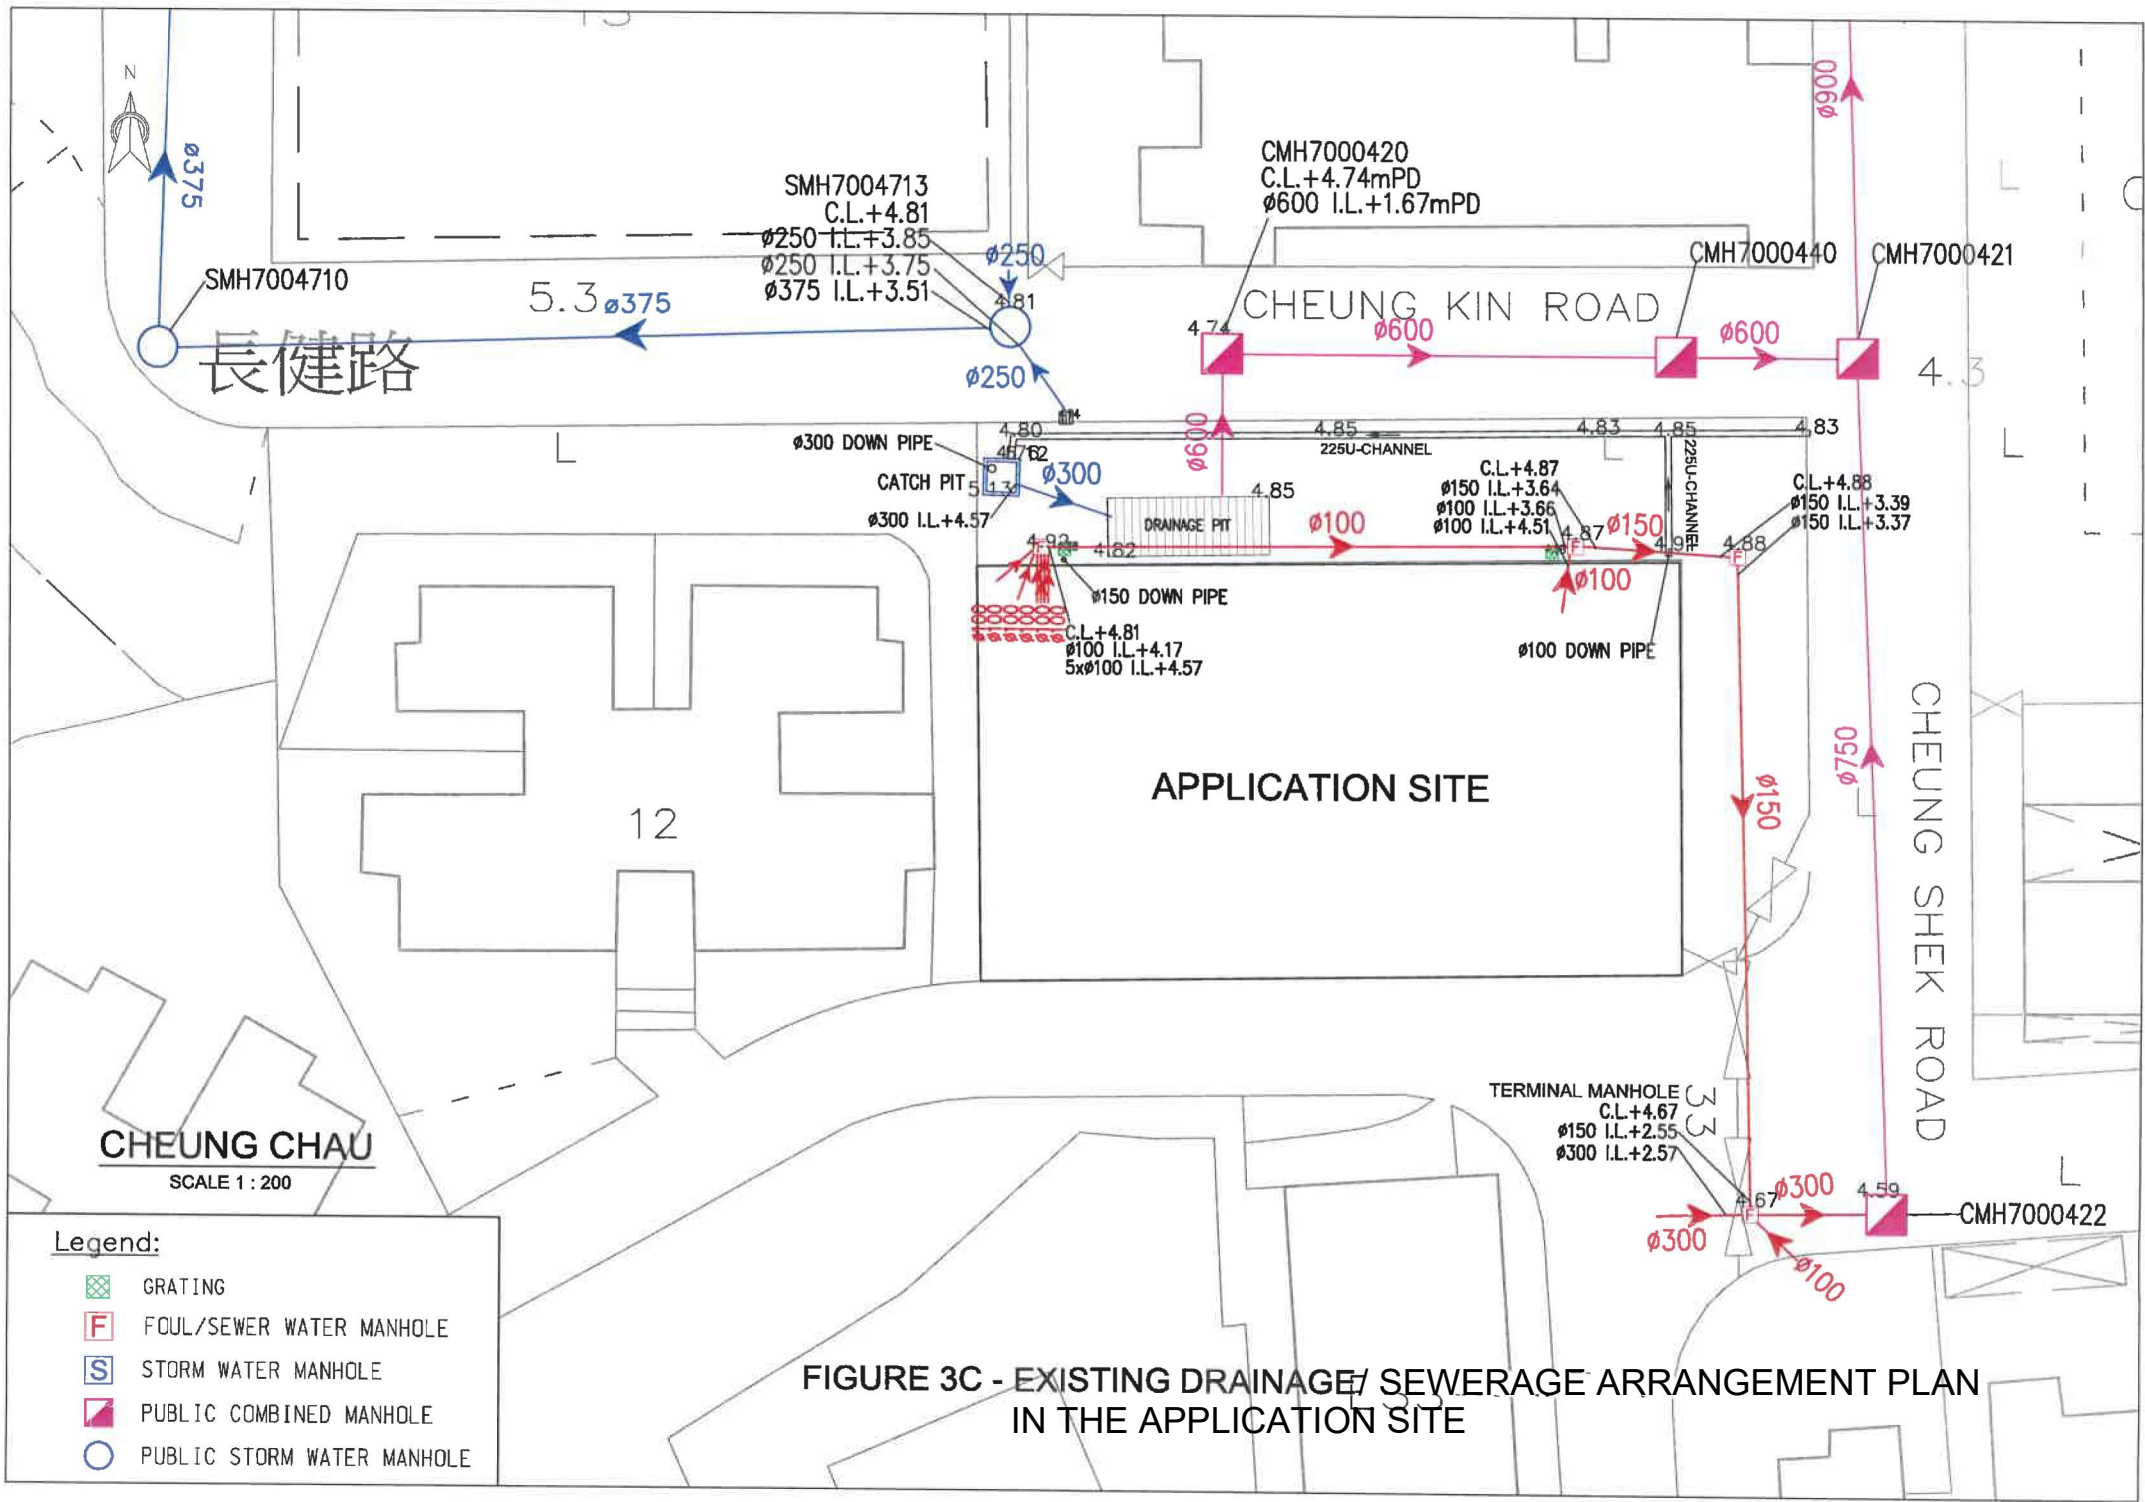 N
ø375
SMH7004710
5.3
ø375
長健路
SMH7004713
C.L.+4.81
ø250 I.L.+3.85
ø250 I.L.+3.75
ø375 I.L.+3.51
ø250
4.81
ø250
CMH7000420
C.L.+4.74mPD
ø600 I.L.+1.67mPD
4.74
CHEUNG KIN ROAD
ø600
CMH7000440
ø600
CMH7000421
ø900
4.3
L
L
L
ø600
4.80
4.85
4.83
4.85
4.83
225U-CHANNEL
225U-CHANNEL
L
ø300 DOWN PIPE
CATCH PIT
5.13
ø300 I.L.+4.57
ø300
4.85
DRAINAGE PIT
4.92
4.82
ø100
C.L.+4.87
ø150 I.L.+3.64
ø100 I.L.+3.66
ø100 I.L.+4.51
4.87
ø150
C.L.+4.88
ø150 I.L.+3.39
ø150 I.L.+3.37
4.88
F
F
F
ø150 DOWN PIPE
ø100
C.L.+4.81
ø100 I.L.+4.17
5xø100 I.L.+4.57
ø100 DOWN PIPE
APPLICATION SITE
12
ø150
ø750
L
CHEUNG SHEK ROAD
TERMINAL MANHOLE
C.L.+4.67
ø150 I.L.+2.55
ø300 I.L.+2.57
33
4.67
F
ø300
4.59
CMH7000422
L
ø300
ø100
CHEUNG CHAU
SCALE 1 : 200
Legend:
GRATING
F FOUL/SEWER WATER MANHOLE
S STORM WATER MANHOLE
PUBLIC COMBINED MANHOLE
PUBLIC STORM WATER MANHOLE
FIGURE 3C - EXISTING DRAINAGE/ SEWERAGE ARRANGEMENT PLAN
IN THE APPLICATION SITE